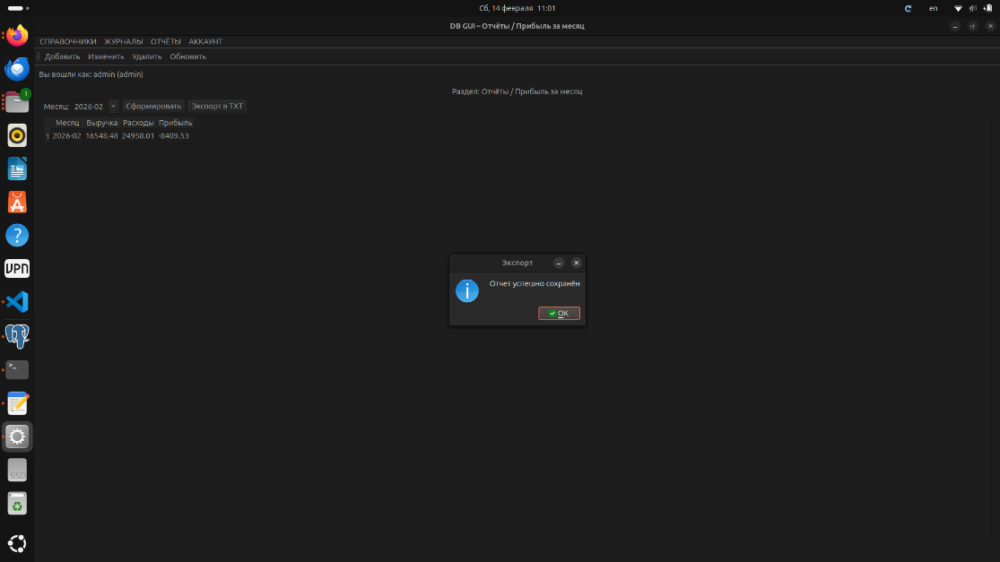 Сб, 14 февраля 11:01
en
DB GUI – Отчёты / Прибыль за месяц
СПРАВОЧНИКИ ЖУРНАЛЫ ОТЧЁТЫ АККАУНТ
Добавить Изменить Удалить Обновить
Вы вошли как: admin (admin)
Раздел: Отчёты / Прибыль за месяц
Месяц: 2026-02 Сформировать Экспорт в TXT
Месяц Выручка Расходы Прибыль
1 2026-02 16548.48 24958.01 -8409.53
Экспорт
Отчет успешно сохранён
OK
1
?
VPN
>_
SSD